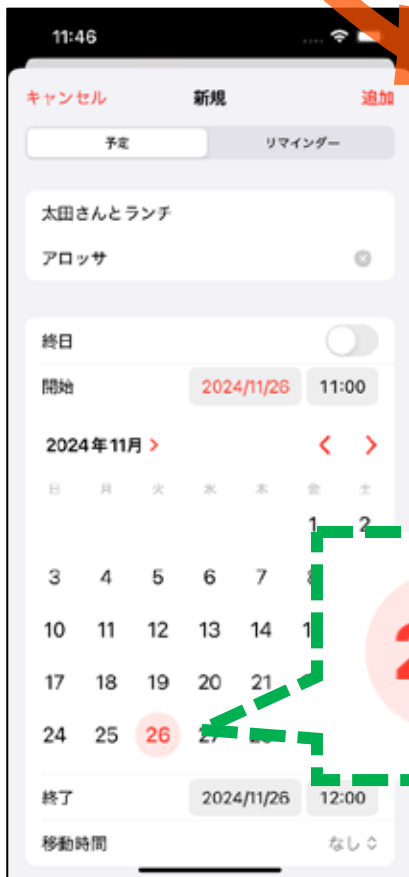 11:46
キャンセル 新規 追加
予定 リマインダー
太田さんとランチ
アロッサ
終日
開始 2024/11/26 11:00
2024年11月
日 月 火 水 木 金 土
1 2
3 4 5 6 7
10 11 12 13 14
17 18 19 20 21
24 25 26
終了 2024/11/26 12:00
移動時間 なし